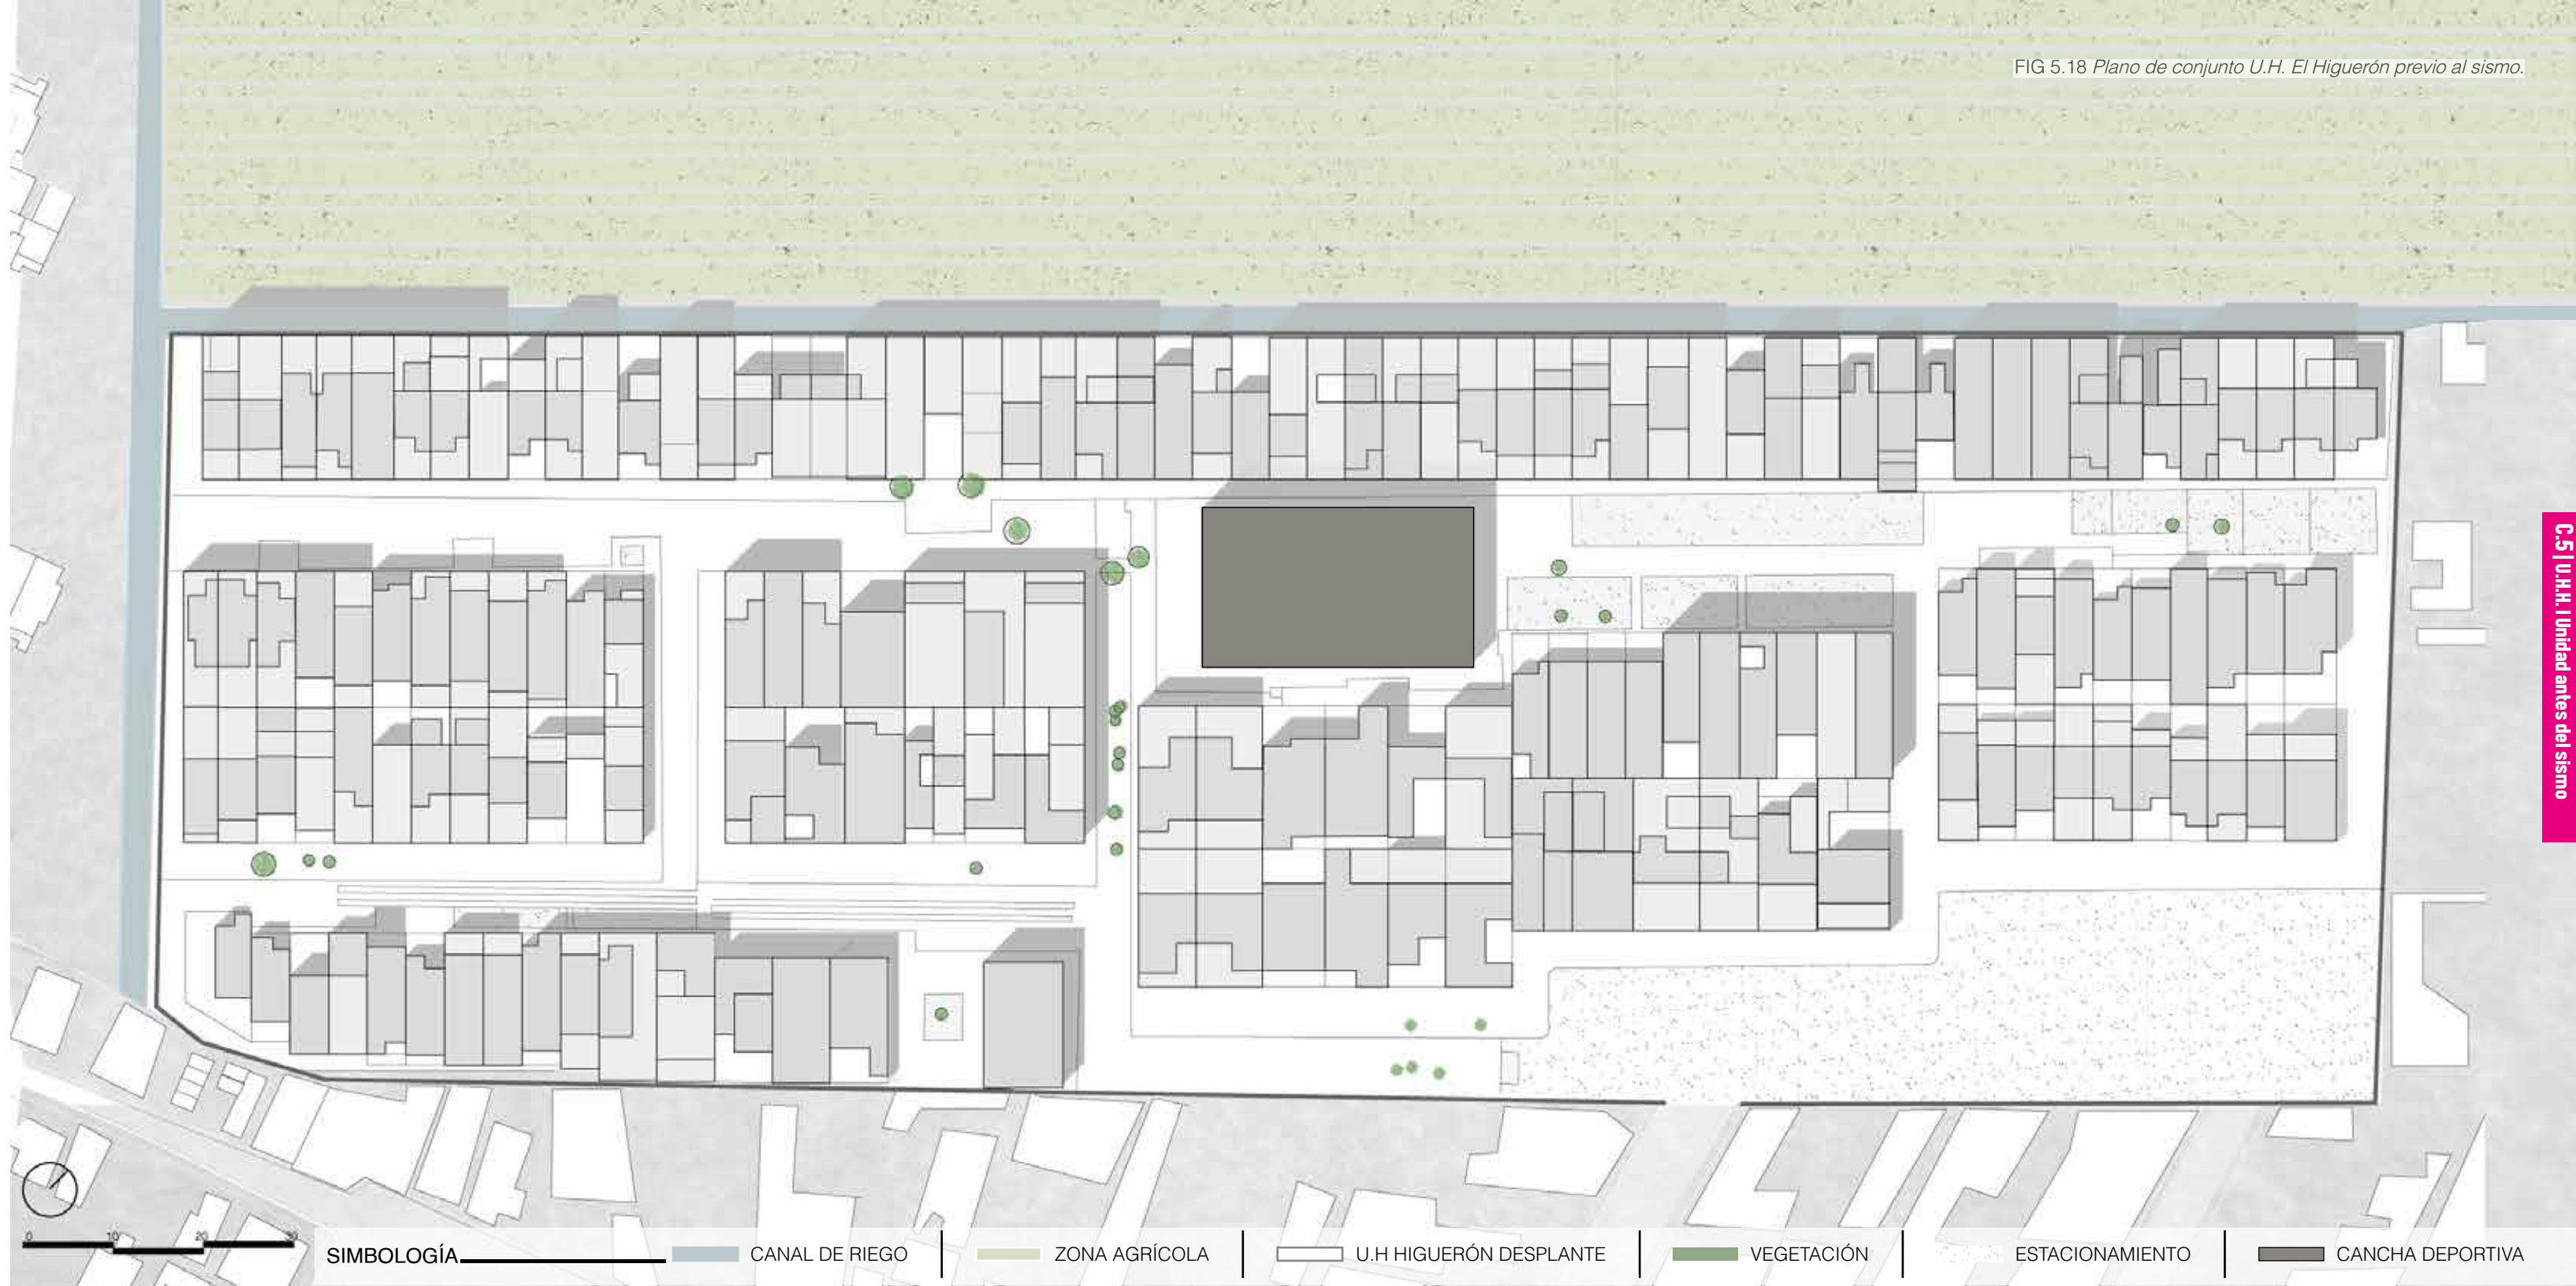 FIG 5.18 Plano de conjunto U.H. El Higuerón previo al sismo.
C.5 | U.H.H. I Unidad antes del sismo
0 10 20 30
SIMBOLOGÍA
CANAL DE RIEGO
ZONA AGRÍCOLA
U.H HIGUERÓN DESPLANTE
VEGETACIÓN
ESTACIONAMIENTO
CANCHA DEPORTIVA